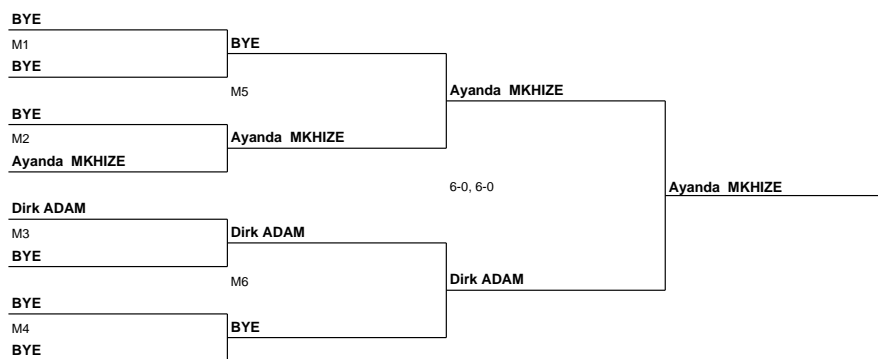 BYE
M1
BYE
BYE
M5
BYE
M2
Ayanda MKHIZE
Ayanda MKHIZE
Ayanda MKHIZE
6-0, 6-0
Ayanda MKHIZE
Dirk ADAM
M3
BYE
Dirk ADAM
M6
Dirk ADAM
BYE
M4
BYE
BYE